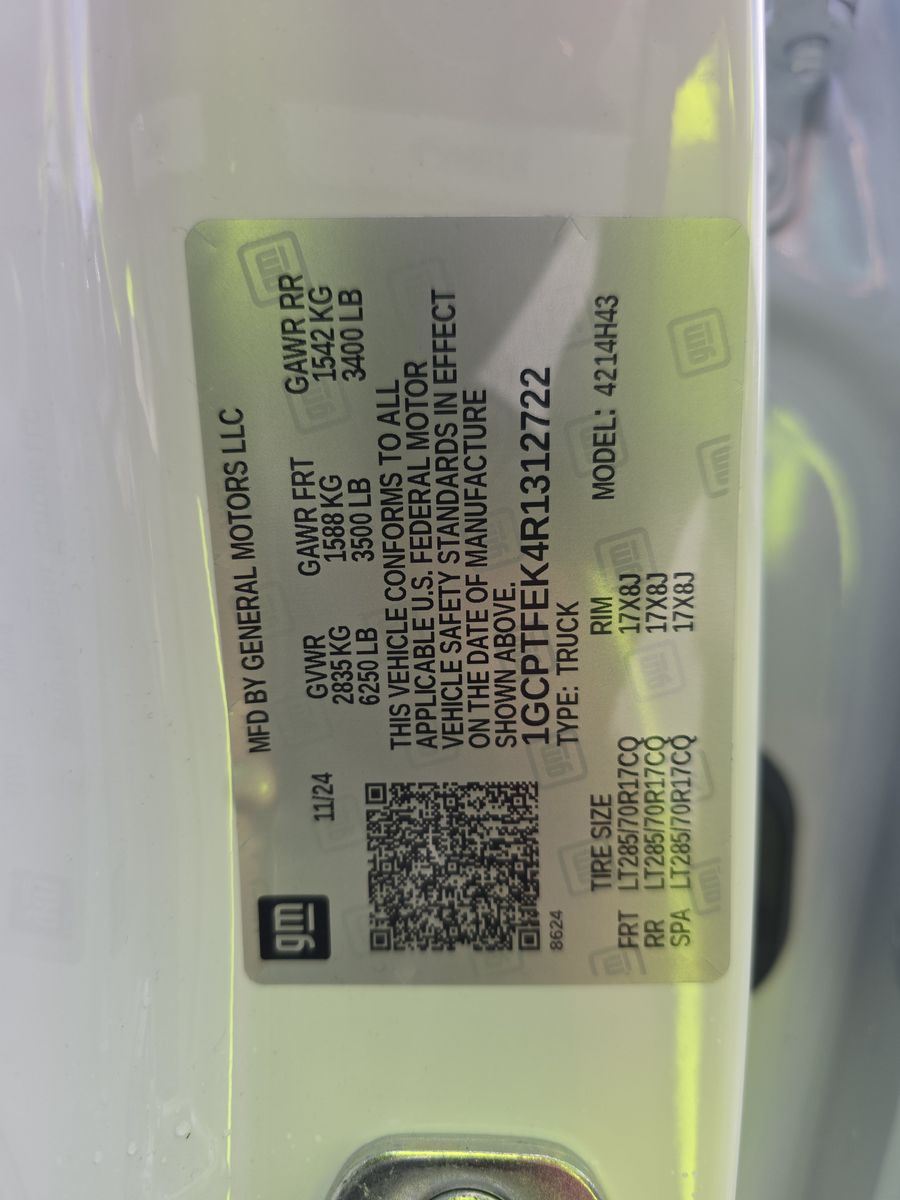 gm
MFD BY GENERAL MOTORS LLC
11/24
GVWR GAWR FRT GAWR RR
2835 KG 1588 KG 1542 KG
6250 LB 3500 LB 3400 LB
THIS VEHICLE CONFORMS TO ALL
APPLICABLE U.S. FEDERAL MOTOR
VEHICLE SAFETY STANDARDS IN EFFECT
ON THE DATE OF MANUFACTURE
SHOWN ABOVE.
1GCPTFEK4R1312722
8624
TYPE: TRUCK
TIRE SIZE RIM MODEL: 4214H43
FRT LT285/70R17CQ 17X8J
RR LT285/70R17CQ 17X8J
SPA LT285/70R17CQ 17X8J